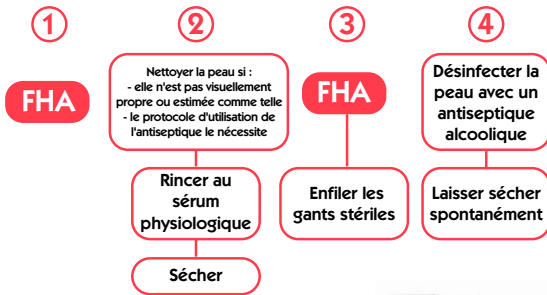 1
FHA
2
Nettoyer la peau si :
- elle n'est pas visuellement
propre ou estimée comme telle
- le protocole d'utilisation de
l'antiseptique le nécessite
Rincer au
sérum
physiologique
Sécher
3
FHA
Enfiler les
gants stériles
4
Désinfecter la
peau avec un
antiseptique
alcoolique
Laisser sécher
spontanément